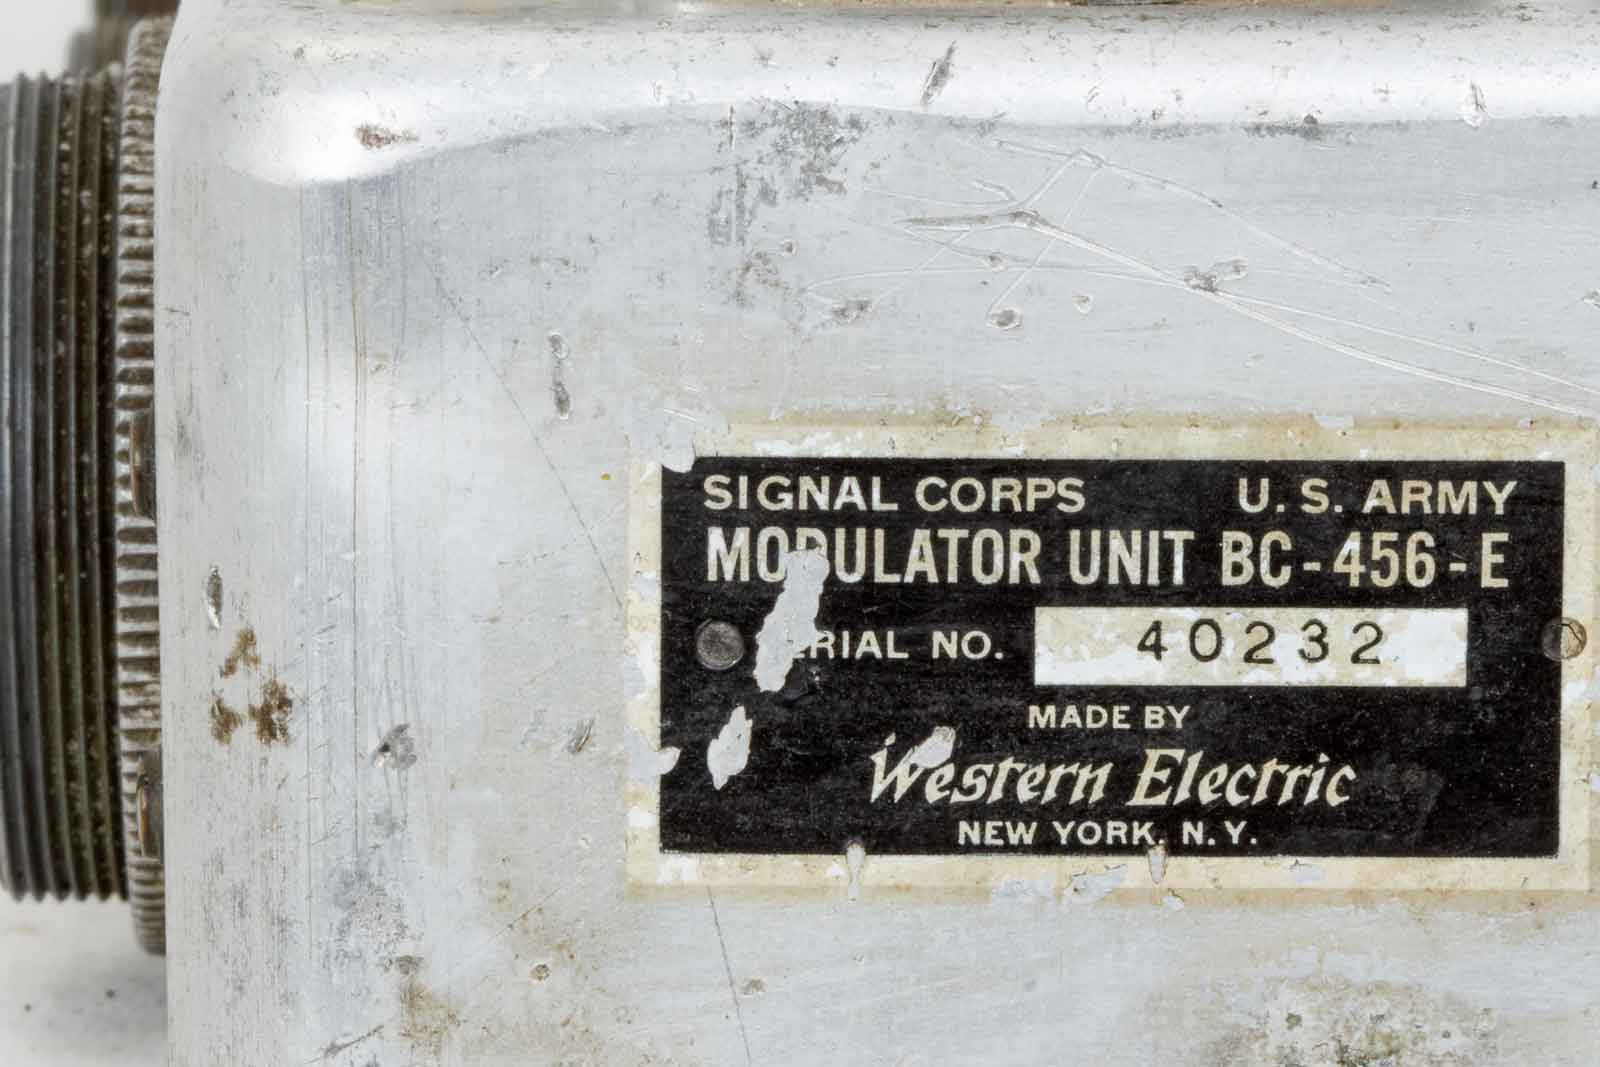 SIGNAL CORPS U. S. ARMY
MODULATOR UNIT BC-456-E
SERIAL NO. 40232
MADE BY
Western Electric
NEW YORK, N. Y.